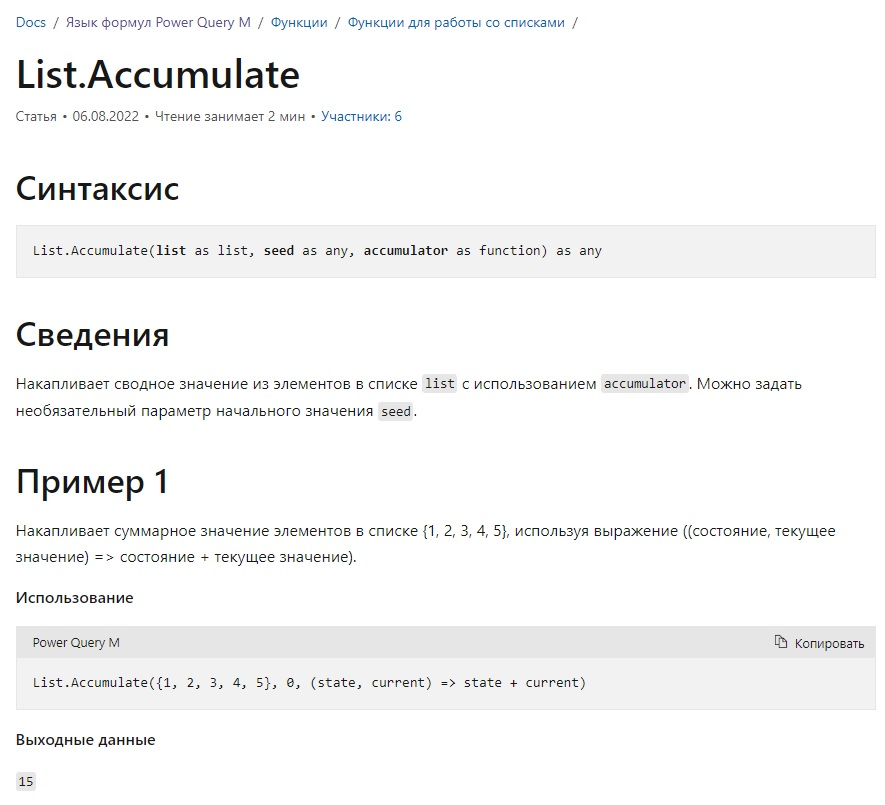 Docs / Язык формул Power Query M / Функции / Функции для работы со списками /
List.Accumulate
Статья • 06.08.2022 • Чтение занимает 2 мин • Участники: 6
Синтаксис
List.Accumulate(list as list, seed as any, accumulator as function) as any
Сведения
Накапливает сводное значение из элементов в списке list с использованием accumulator. Можно задать
необязательный параметр начального значения seed.
Пример 1
Накапливает суммарное значение элементов в списке {1, 2, 3, 4, 5}, используя выражение ((состояние, текущее
значение) => состояние + текущее значение).
Использование
Power Query M Копировать
List.Accumulate({1, 2, 3, 4, 5}, 0, (state, current) => state + current)
Выходные данные
15